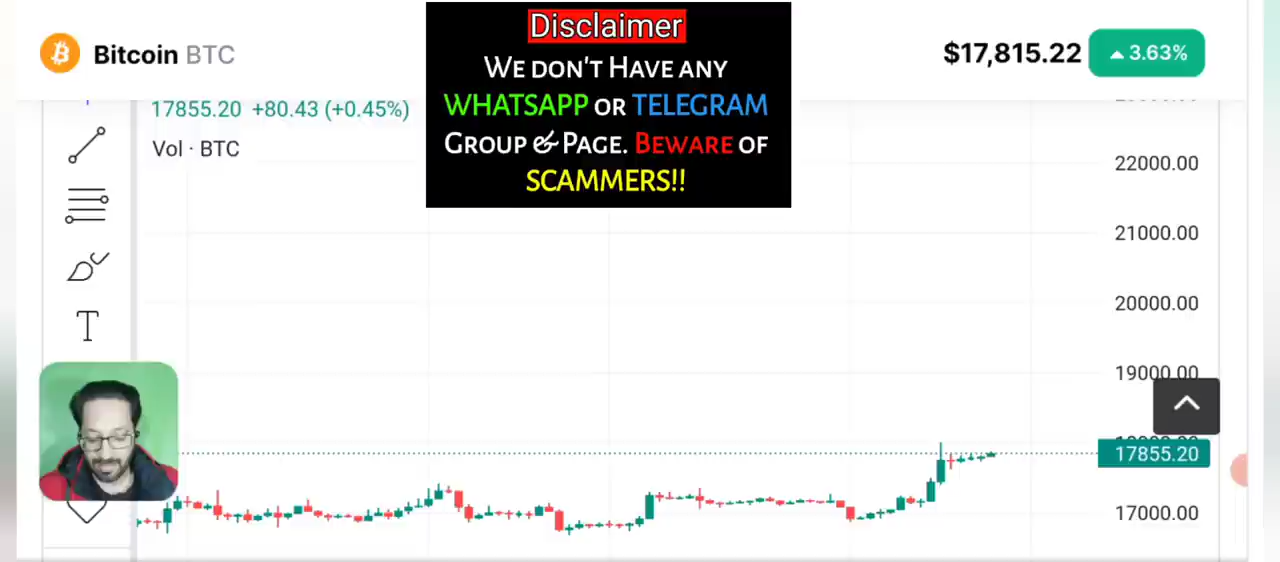 Disclaimer
Bitcoin BTC
We don't Have any
$17,815.22
3.63%
WHATSAPP or TELEGRAM
17855.20 +80.43 (+0.45%)
Group & Page. Beware of
Vol · BTC
SCAMMERS!!
22000.00
21000.00
20000.00
T
19000.00
17855.20
17000.00